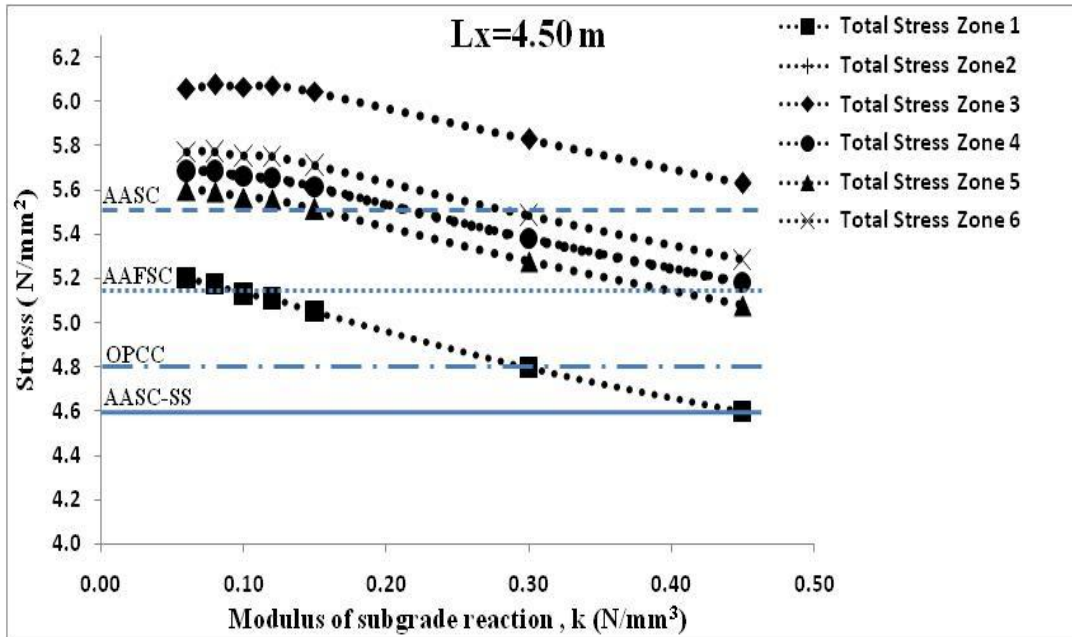 Lx=4.50 m
Total Stress Zone 1
Total Stress Zone2
Total Stress Zone 3
Total Stress Zone 4
Total Stress Zone 5
Total Stress Zone 6
Stress ( N/mm²)
6.2
6.0
5.8
5.6
5.4
5.2
5.0
4.8
4.6
4.4
4.2
4.0
AASC
AAFSC
OPCC
AASC-SS
0.00 0.10 0.20 0.30 0.40 0.50
Modulus of subgrade reaction , k (N/mm³)